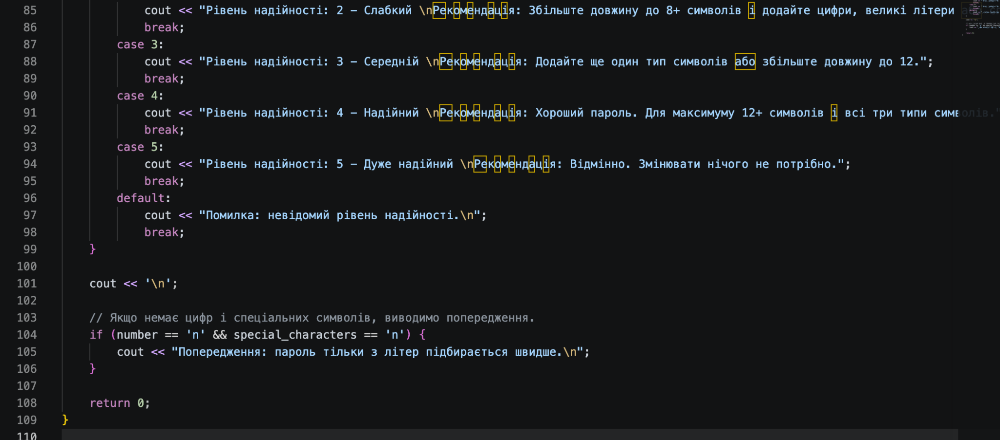 85 cout << "Рівень надійності: 2 – Слабкий \nРекомендація: Збільште довжину до 8+ символів і додайте цифри, великі літери
86 break;
87 case 3:
88 cout << "Рівень надійності: 3 – Середній \nРекомендація: Додайте ще один тип символів або збільште довжину до 12.";
89 break;
90 case 4:
91 cout << "Рівень надійності: 4 – Надійний \nРекомендація: Хороший пароль. Для максимуму 12+ символів і всі три типи символів."
92 break;
93 case 5:
94 cout << "Рівень надійності: 5 – Дуже надійний \nРекомендація: Відмінно. Змінювати нічого не потрібно.";
95 break;
96 default:
97 cout << "Помилка: невідомий рівень надійності.\n";
98 break;
99 }
100
101 cout << '\n';
102
103 // Якщо немає цифр і спеціальних символів, виводимо попередження.
104 if (number == 'n' && special_characters == 'n') {
105 cout << "Попередження: пароль тільки з літер підбирається швидше.\n";
106 }
107
108 return 0;
109 }
110